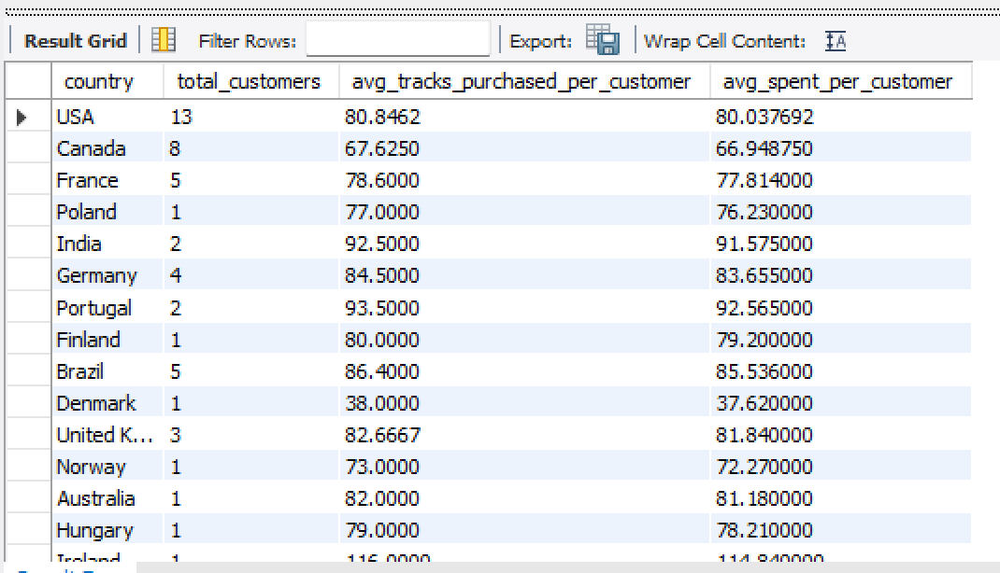 Result Grid Filter Rows: Export: Wrap Cell Content: IA
country total_customers avg_tracks_purchased_per_customer avg_spent_per_customer
USA 13 80.8462 80.037692
Canada 8 67.6250 66.948750
France 5 78.6000 77.814000
Poland 1 77.0000 76.230000
India 2 92.5000 91.575000
Germany 4 84.5000 83.655000
Portugal 2 93.5000 92.565000
Finland 1 80.0000 79.200000
Brazil 5 86.4000 85.536000
Denmark 1 38.0000 37.620000
United K... 3 82.6667 81.840000
Norway 1 73.0000 72.270000
Australia 1 82.0000 81.180000
Hungary 1 79.0000 78.210000
Ireland 1 116.0000 114.840000